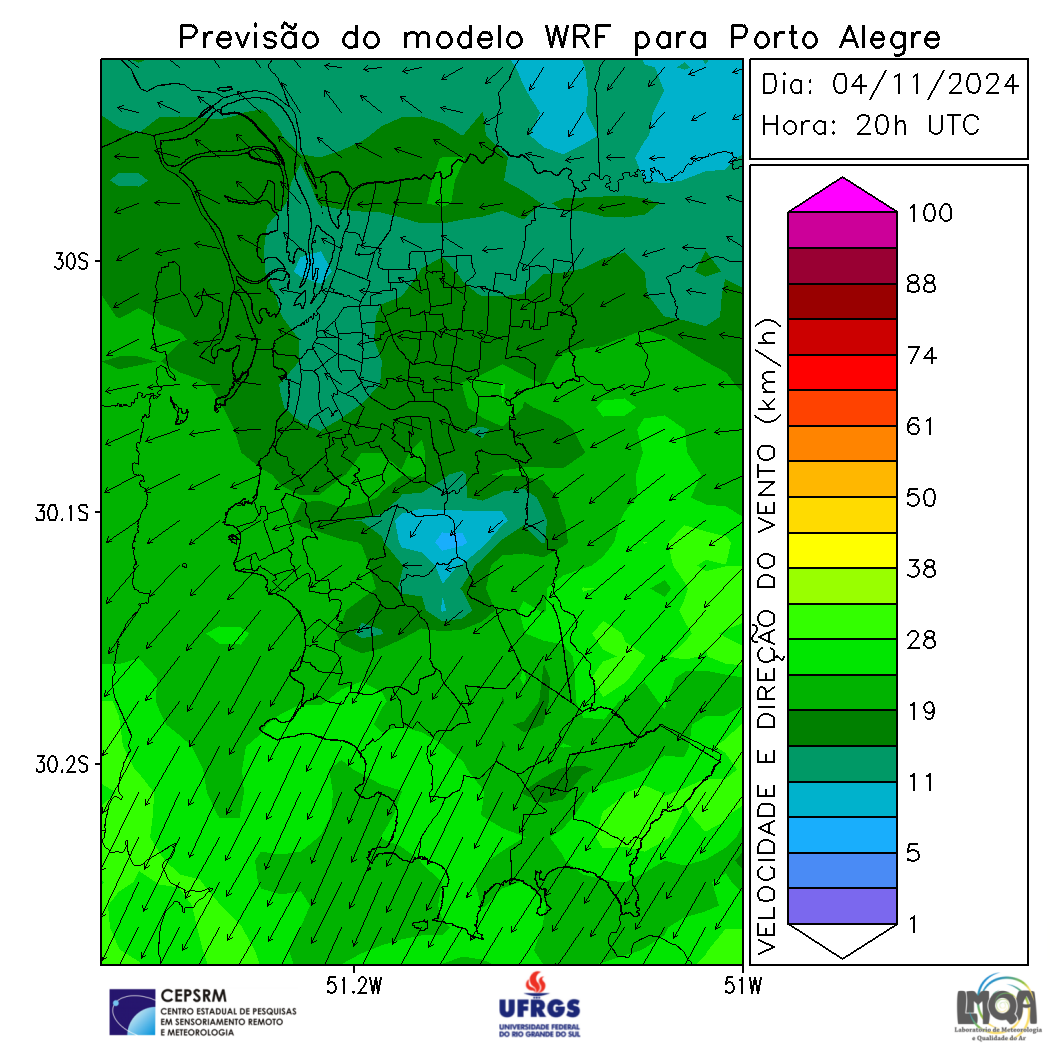 Previsão do modelo WRF para Porto Alegre
Dia: 04/11/2024
Hora: 20h UTC
30S
30.1S
30.2S
51.2W
51W
VELOCIDADE E DIREÇÃO DO VENTO (km/h)
100
88
74
61
50
38
28
19
11
5
1
CEPSRM
CENTRO ESTADUAL DE PESQUISAS
EM SENSORIAMENTO REMOTO
E METEOROLOGIA
UFRGS
UNIVERSIDADE FEDERAL
DO RIO GRANDE DO SUL
LMQA
Laboratório de Meteorologia
e Qualidade do Ar